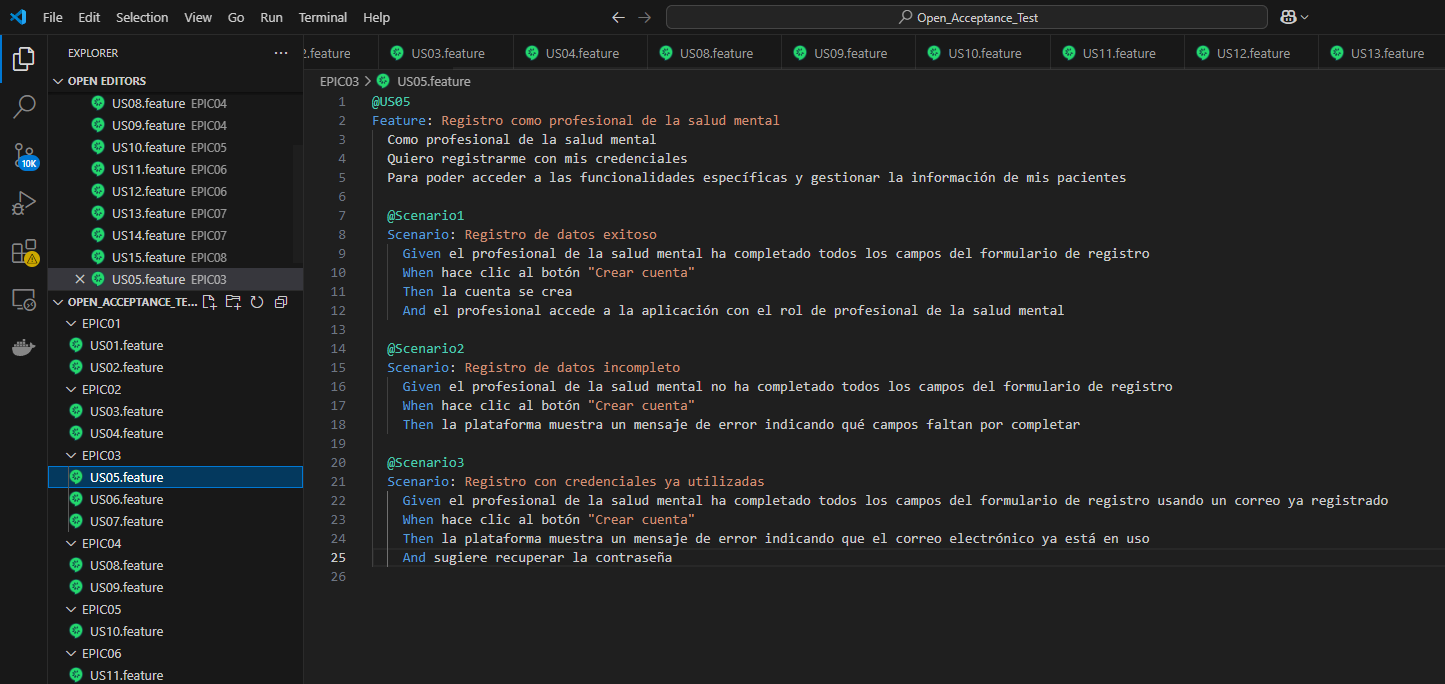 File Edit Selection View Go Run Terminal Help
Open_Acceptance_Test
EXPLORER
OPEN EDITORS
US08.feature EPIC04
US09.feature EPIC04
US10.feature EPIC05
US11.feature EPIC06
US12.feature EPIC06
US13.feature EPIC07
US14.feature EPIC07
US15.feature EPIC08
US05.feature EPIC03
OPEN_ACCEPTANCE_TE...
EPIC01
US01.feature
US02.feature
EPIC02
US03.feature
US04.feature
EPIC03
US05.feature
US06.feature
US07.feature
EPIC04
US08.feature
US09.feature
EPIC05
US10.feature
EPIC06
US11.feature
10K
2.feature US03.feature US04.feature US08.feature US09.feature US10.feature US11.feature US12.feature US13.feature
EPIC03 > US05.feature
1 @US05
2 Feature: Registro como profesional de la salud mental
3 Como profesional de la salud mental
4 Quiero registrarme con mis credenciales
5 Para poder acceder a las funcionalidades específicas y gestionar la información de mis pacientes
6
7 @Scenario1
8 Scenario: Registro de datos exitoso
9 Given el profesional de la salud mental ha completado todos los campos del formulario de registro
10 When hace clic al botón "Crear cuenta"
11 Then la cuenta se crea
12 And el profesional accede a la aplicación con el rol de profesional de la salud mental
13
14 @Scenario2
15 Scenario: Registro de datos incompleto
16 Given el profesional de la salud mental no ha completado todos los campos del formulario de registro
17 When hace clic al botón "Crear cuenta"
18 Then la plataforma muestra un mensaje de error indicando qué campos faltan por completar
19
20 @Scenario3
21 Scenario: Registro con credenciales ya utilizadas
22 Given el profesional de la salud mental ha completado todos los campos del formulario de registro usando un correo ya registrado
23 When hace clic al botón "Crear cuenta"
24 Then la plataforma muestra un mensaje de error indicando que el correo electrónico ya está en uso
25 And sugiere recuperar la contraseña
26